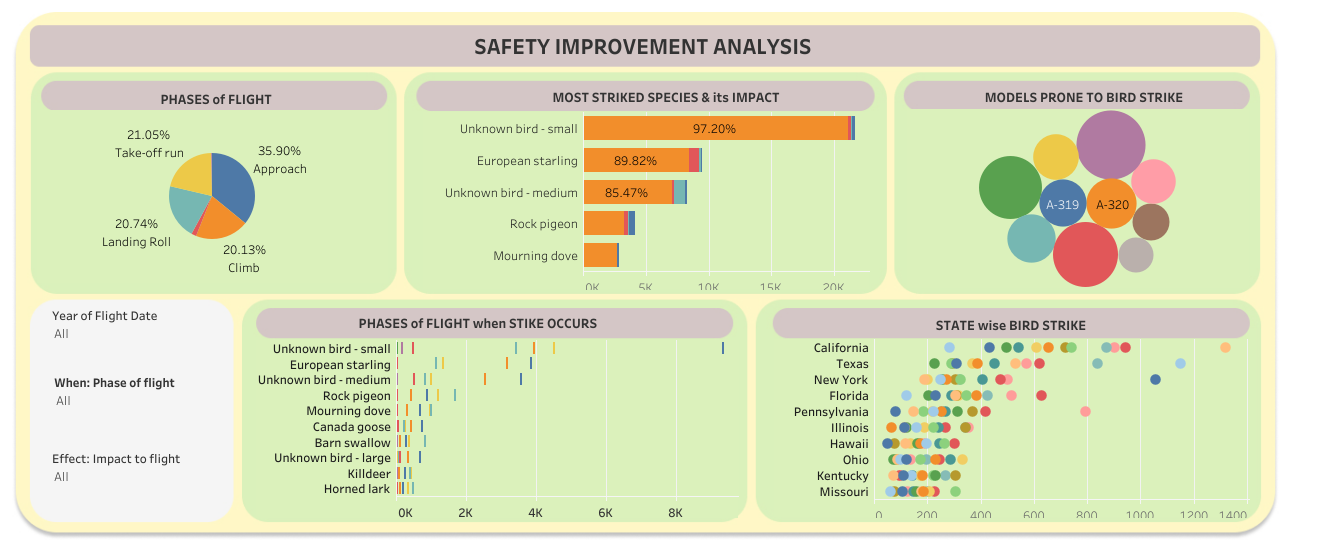 SAFETY IMPROVEMENT ANALYSIS
PHASES of FLIGHT
21.05%
Take-off run
35.90%
Approach
20.74%
Landing Roll
20.13%
Climb
MOST STRIKED SPECIES & its IMPACT
Unknown bird - small
97.20%
European starling
89.82%
Unknown bird - medium
85.47%
Rock pigeon
Mourning dove
0K 5K 10K 15K 20K
MODELS PRONE TO BIRD STRIKE
A-319 A-320
Year of Flight Date
All
When: Phase of flight
All
Effect: Impact to flight
All
PHASES of FLIGHT when STIKE OCCURS
Unknown bird - small
European starling
Unknown bird - medium
Rock pigeon
Mourning dove
Canada goose
Barn swallow
Unknown bird - large
Killdeer
Horned lark
0K 2K 4K 6K 8K
STATE wise BIRD STRIKE
California
Texas
New York
Florida
Pennsylvania
Illinois
Hawaii
Ohio
Kentucky
Missouri
0 200 400 600 800 1000 1200 1400